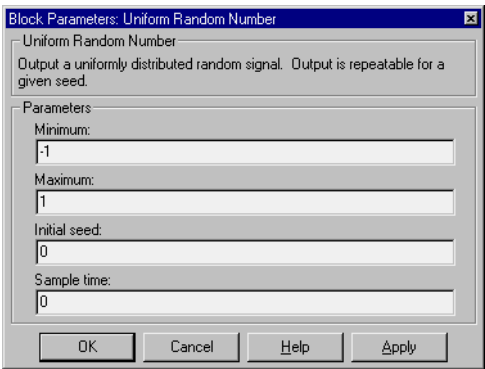 Block Parameters: Uniform Random Number
Uniform Random Number
Output a uniformly distributed random signal.  Output is repeatable for a
given seed.
Parameters
Minimum:
-1
Maximum:
1
Initial seed:
0
Sample time:
0
OK Cancel Help Apply